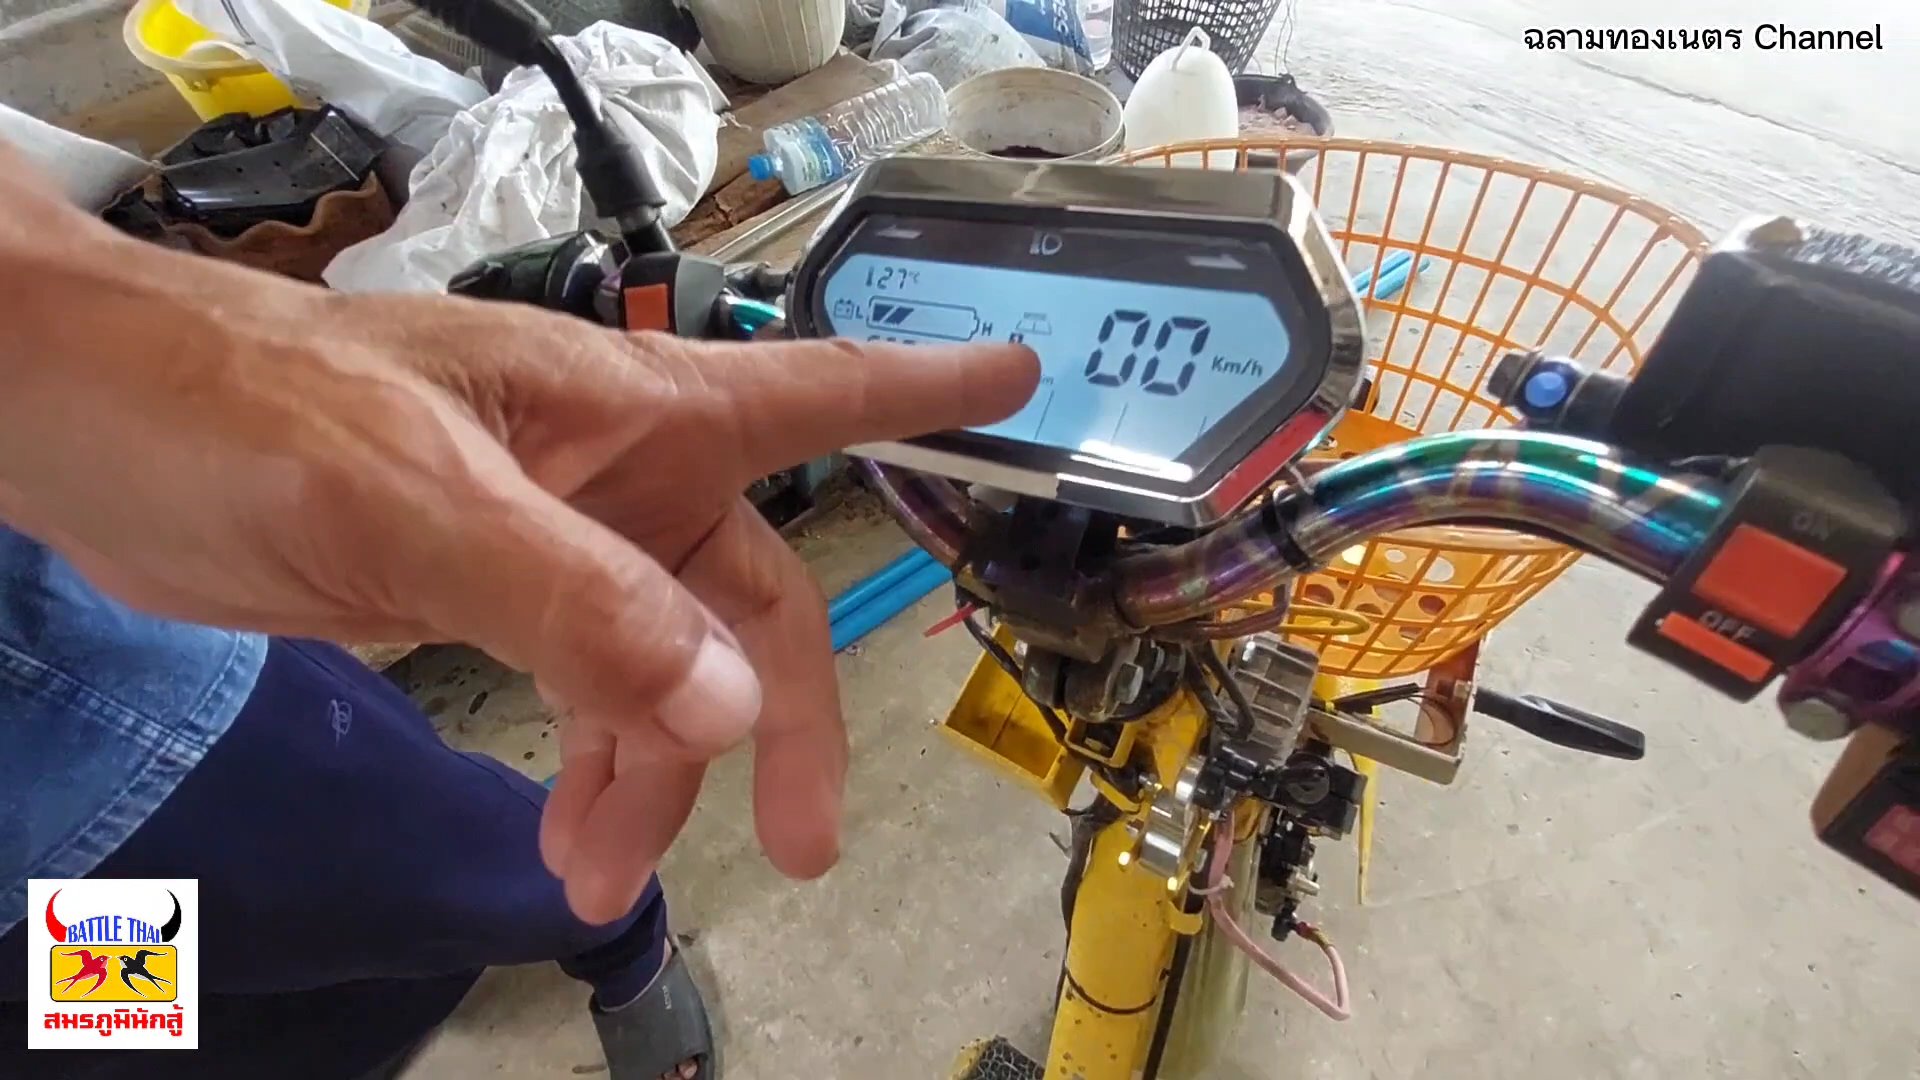 ฉลามทองเนตร Channel
127°C
L
H
00 Km/h
ON
OFF
BATTLE THAI
สมรภูมินักสู้